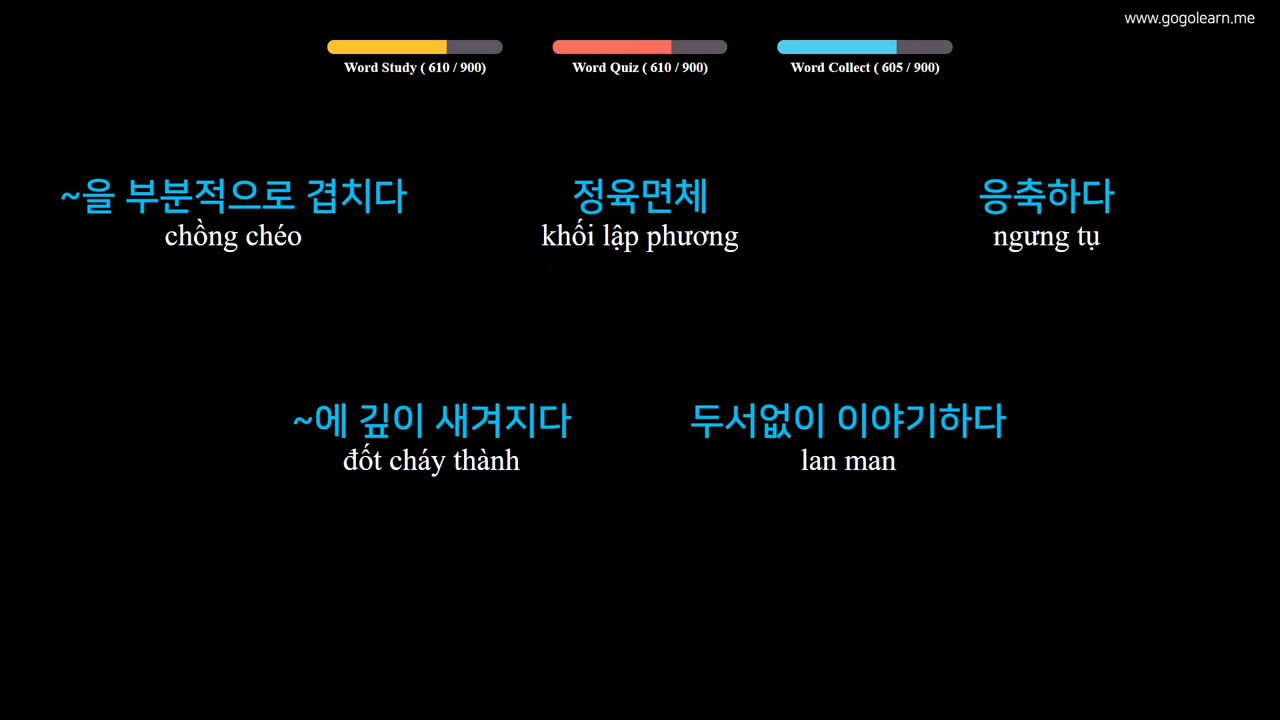 www.gogolearn.me
Word Study ( 610 / 900)
Word Quiz ( 610 / 900)
Word Collect ( 605 / 900)
~을 부분적으로 겹치다
chồng chéo
정육면체
khối lập phương
응축하다
ngưng tụ
~에 깊이 새겨지다
đốt cháy thành
두서없이 이야기하다
lan man